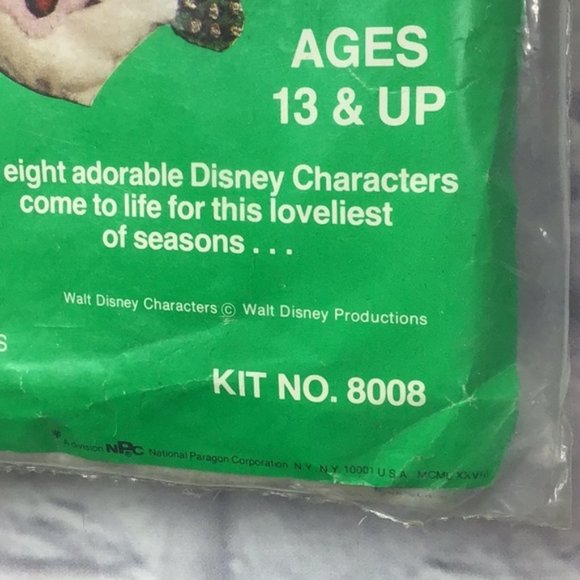 AGES
13 & UP
eight adorable Disney Characters
come to life for this loveliest
of seasons . . .
Walt Disney Characters © Walt Disney Productions
S
KIT NO. 8008
A division NPC National Paragon Corporation N.Y. N.Y. 10001 U S A